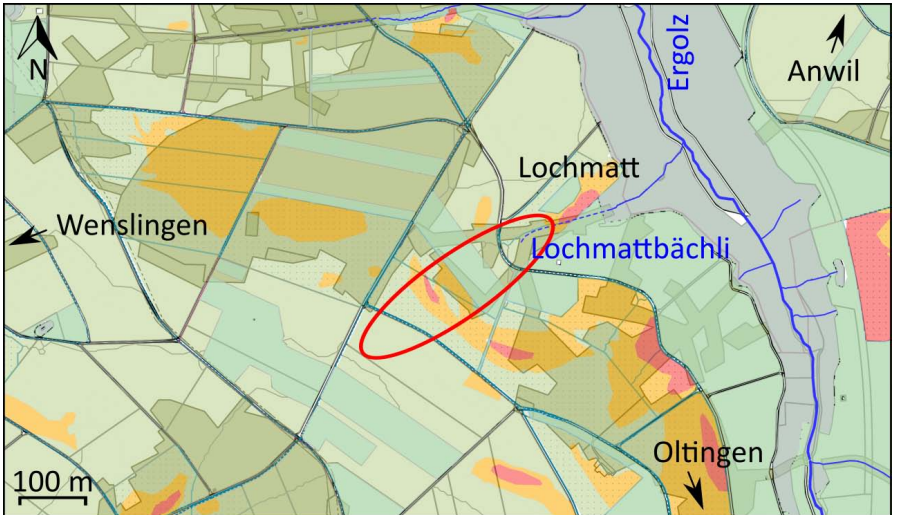 N
Ergolz
Anwil
Lochmatt
Wenslingen
Lochmattbächli
Oltingen
100 m